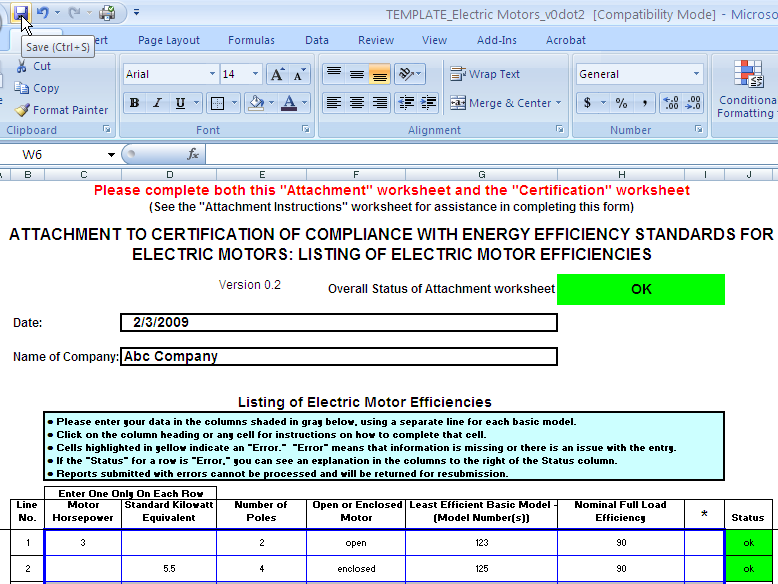 TEMPLATE_Electric Motors_v0dot2 [Compatibility Mode] - Microso
Page Layout Formulas Data Review View Add-Ins Acrobat
Save (Ctrl+S)
Cut
Copy
Format Painter
Clipboard
Arial 14 A A
B I U A
Font
Wrap Text
Merge & Center
Alignment
General
$ % , .00 .0 .00
Number
Conditiona
Formatting
W6 fx
A B C D E F G H I J
Please complete both this "Attachment" worksheet and the "Certification" worksheet
(See the "Attachment Instructions" worksheet for assistance in completing this form)
ATTACHMENT TO CERTIFICATION OF COMPLIANCE WITH ENERGY EFFICIENCY STANDARDS FOR
ELECTRIC MOTORS: LISTING OF ELECTRIC MOTOR EFFICIENCIES
Version 0.2 Overall Status of Attachment worksheet OK
Date: 2/3/2009
Name of Company: Abc Company
Listing of Electric Motor Efficiencies
• Please enter your data in the columns shaded in gray below, using a separate line for each basic model.
• Click on the column heading or any cell for instructions on how to complete that cell.
• Cells highlighted in yellow indicate an "Error." "Error" means that information is missing or there is an issue with the entry.
• If the "Status" for a row is "Error," you can see an explanation in the columns to the right of the Status column.
• Reports submitted with errors cannot be processed and will be returned for resubmission.
Enter One Only On Each Row
Line No. Motor Horsepower Standard Kilowatt Equivalent Number of Poles Open or Enclosed Motor Least Efficient Basic Model - (Model Number(s)) Nominal Full Load Efficiency * Status
1 3 2 open 123 90 ok
2 5.5 4 enclosed 125 90 ok